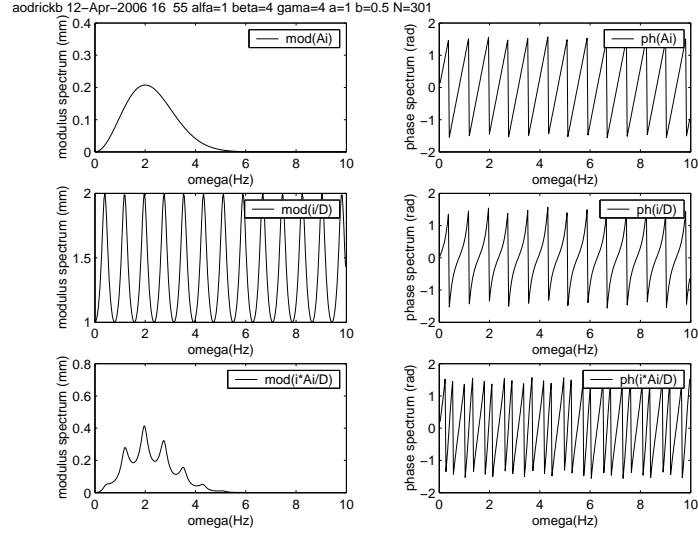 aodrickb 12–Apr–2006 16 55 alfa=1 beta=4 gama=4 a=1 b=0.5 N=301
modulus spectrum (mm)
0.4
0.3
0.2
0.1
0
0 2 4 6 8 10
omega(Hz)
mod(Ai)
phase spectrum (rad)
2
1
0
−1
−2
0 2 4 6 8 10
omega(Hz)
ph(Ai)
modulus spectrum (mm)
2
1.5
1
0 2 4 6 8 10
omega(Hz)
mod(i/D)
phase spectrum (rad)
2
1
0
−1
−2
0 2 4 6 8 10
omega(Hz)
ph(i/D)
modulus spectrum (mm)
0.8
0.6
0.4
0.2
0
0 2 4 6 8 10
omega(Hz)
mod(i*Ai/D)
phase spectrum (rad)
2
1
0
−1
−2
0 2 4 6 8 10
omega(Hz)
ph(i*Ai/D)